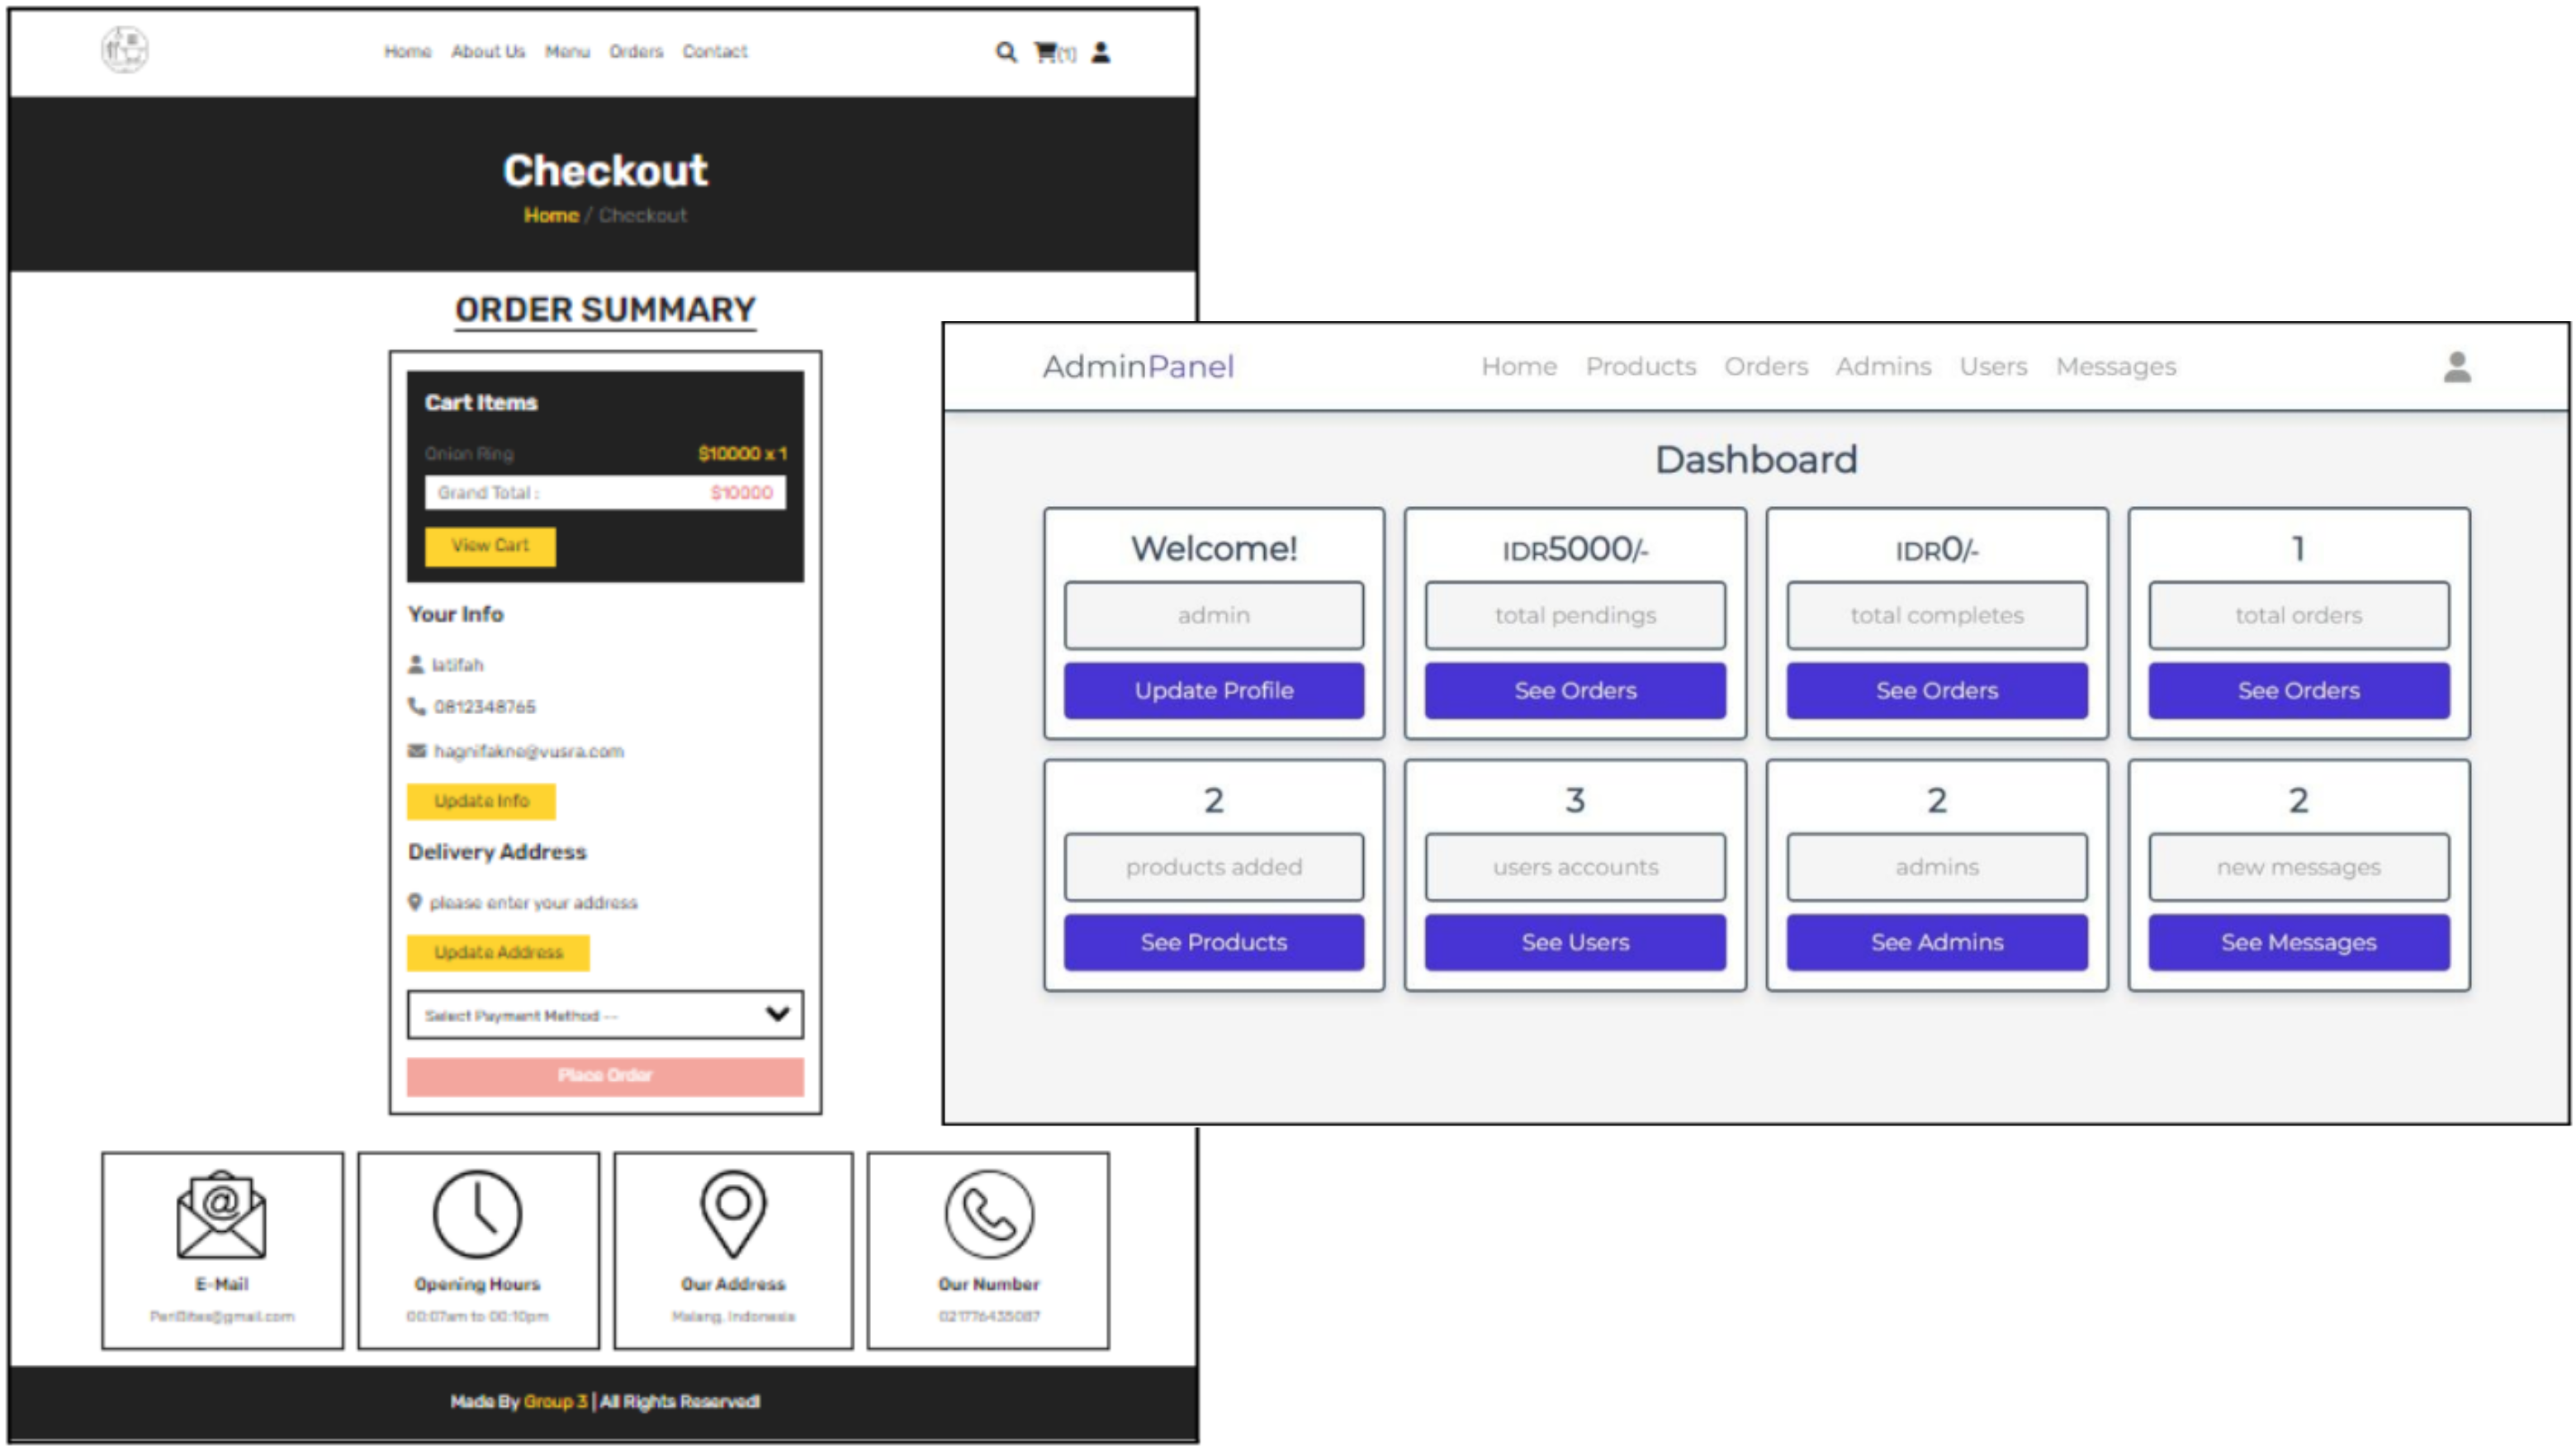 Home About Us Menu Orders Contact
(1)
Checkout
Home / Checkout
ORDER SUMMARY
Cart Items
Onion Ring $10000 x 1
Grand Total : $10000
View Cart
Your Info
latifah
0812348765
hagnifakne@vusra.com
Update Info
Delivery Address
please enter your address
Update Address
Select Payment Method --
Place Order
E-Mail
Opening Hours
00:07am to 00:10pm
Our Address
Malang, Indonesia
Our Number
021776435087
Made By Group 3 | All Rights Reserved!
AdminPanel
Home Products Orders Admins Users Messages
Dashboard
Welcome!
admin
Update Profile
IDR5000/-
total pendings
See Orders
IDR0/-
total completes
See Orders
1
total orders
See Orders
2
products added
See Products
3
users accounts
See Users
2
admins
See Admins
2
new messages
See Messages